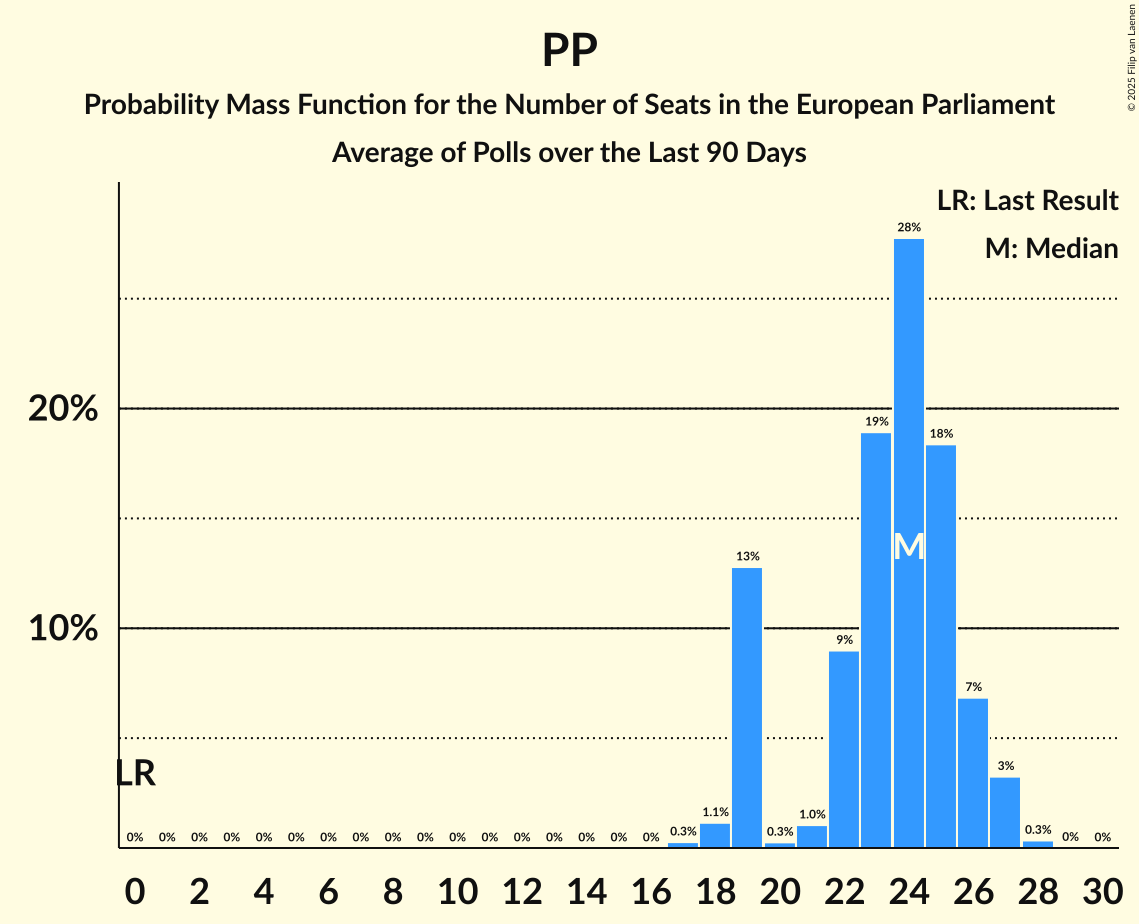 PP
Probability Mass Function for the Number of Seats in the European Parliament
Average of Polls over the Last 90 Days
© 2025 Filip van Laenen
LR: Last Result
M: Median
28%
20%
19%
18%
M
13%
10%
9%
7%
LR
3%
1.1%
1.0%
0% 0% 0% 0% 0% 0% 0% 0% 0% 0% 0% 0% 0% 0% 0% 0% 0% 0.3% 0.3% 0.3% 0% 0%
0 2 4 6 8 10 12 14 16 18 20 22 24 26 28 30